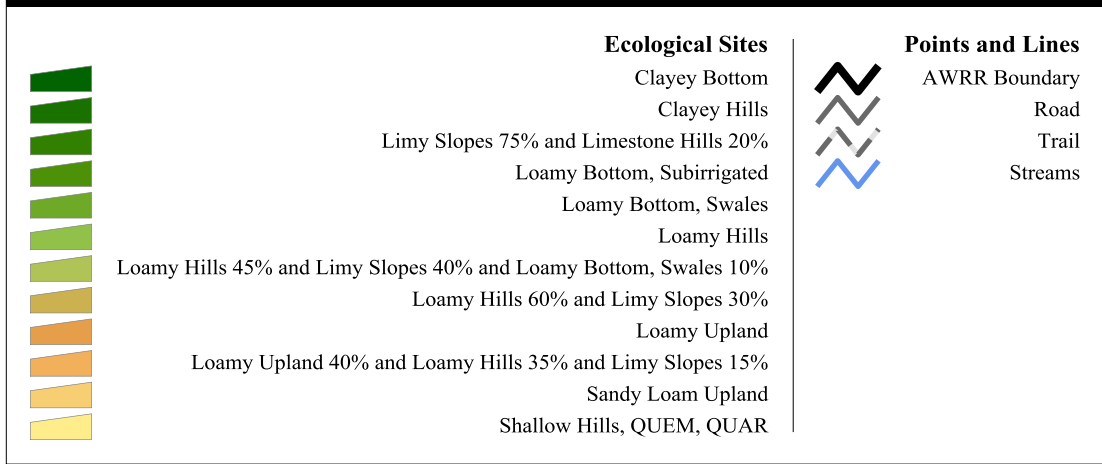 Ecological Sites
Clayey Bottom
Clayey Hills
Limy Slopes 75% and Limestone Hills 20%
Loamy Bottom, Subirrigated
Loamy Bottom, Swales
Loamy Hills
Loamy Hills 45% and Limy Slopes 40% and Loamy Bottom, Swales 10%
Loamy Hills 60% and Limy Slopes 30%
Loamy Upland
Loamy Upland 40% and Loamy Hills 35% and Limy Slopes 15%
Sandy Loam Upland
Shallow Hills, QUEM, QUAR
Points and Lines
AWRR Boundary
Road
Trail
Streams